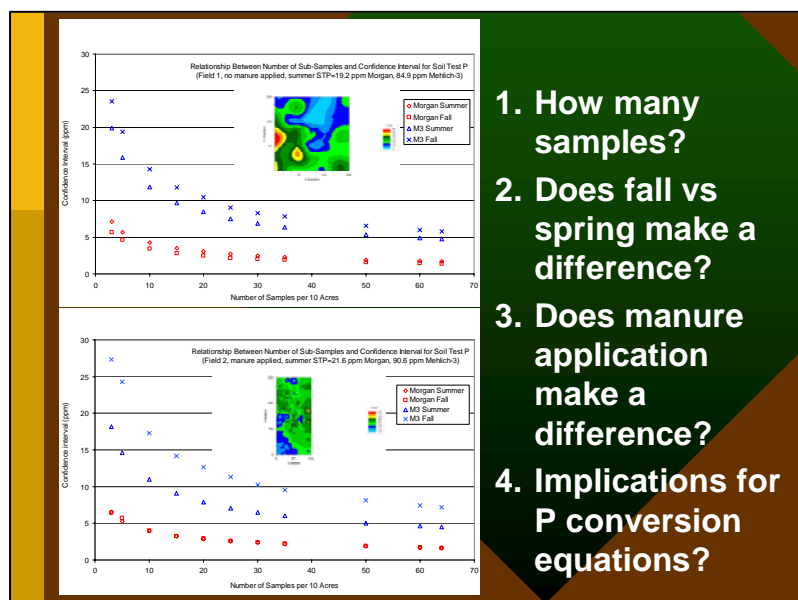 Relationship Between Number of Sub-Samples and Confidence Interval for Soil Test P
(Field 1, no manure applied, summer STP=19.2 ppm Morgan, 84.9 ppm Mehlich-3)
Confidence Interval (ppm)
30
25
20
15
10
5
0
0 10 20 30 40 50 60 70
Number of Samples per 10 Acres
Morgan Summer
Morgan Fall
M3 Summer
M3 Fall
Relationship Between Number of Sub-Samples and Confidence Interval for Soil Test P
(Field 2, manure applied, summer STP=21.6 ppm Morgan, 90.6 ppm Mehlich-3)
Confidence interval (ppm)
30
25
20
15
10
5
0
0 10 20 30 40 50 60 70
Number of Samples per 10 Acres
Morgan Summer
Morgan Fall
M3 Summer
M3 Fall
1. How many
samples?
2. Does fall vs
spring make a
difference?
3. Does manure
application
make a
difference?
4. Implications for
P conversion
equations?